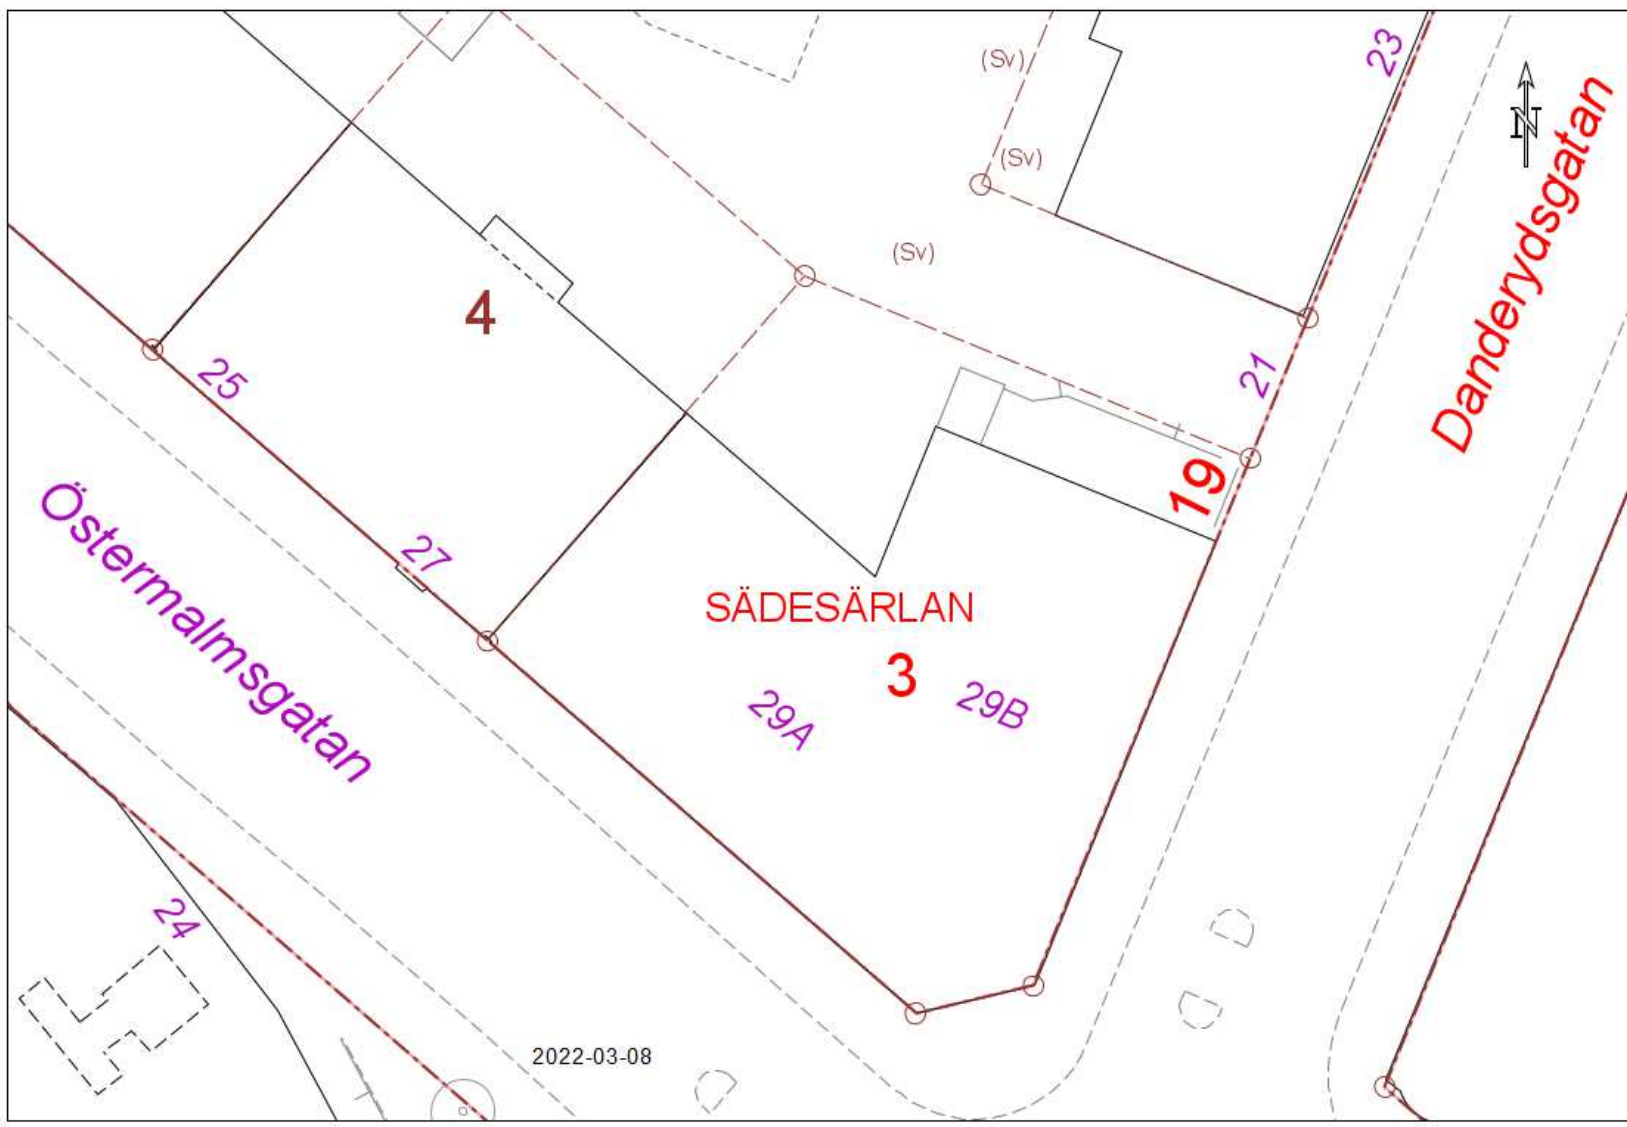 (Sv)
23
N
Danderydsgatan
(Sv)
(Sv)
4
25
21
19
Östermalmsgatan
27
SÄDESÄRLAN
3
29A
29B
24
2022-03-08